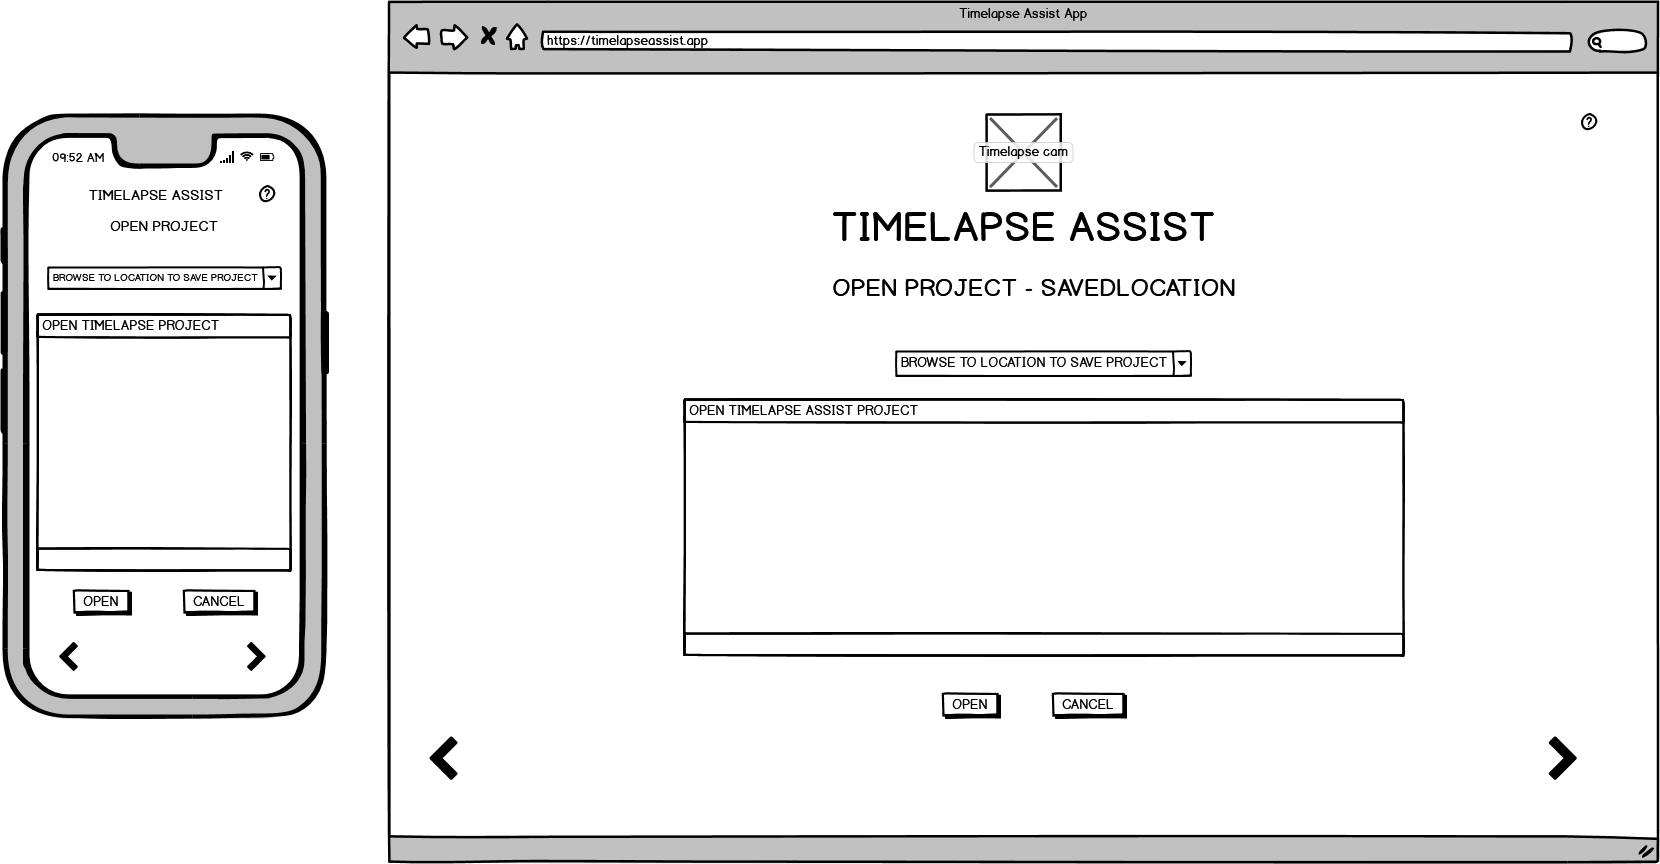 09:52 AM
TIMELAPSE ASSIST
?
OPEN PROJECT
BROWSE TO LOCATION TO SAVE PROJECT
OPEN TIMELAPSE PROJECT
OPEN
CANCEL
Timelapse Assist App
https://timelapseassist.app
?
Timelapse cam
TIMELAPSE ASSIST
OPEN PROJECT - SAVEDLOCATION
BROWSE TO LOCATION TO SAVE PROJECT
OPEN TIMELAPSE ASSIST PROJECT
OPEN
CANCEL